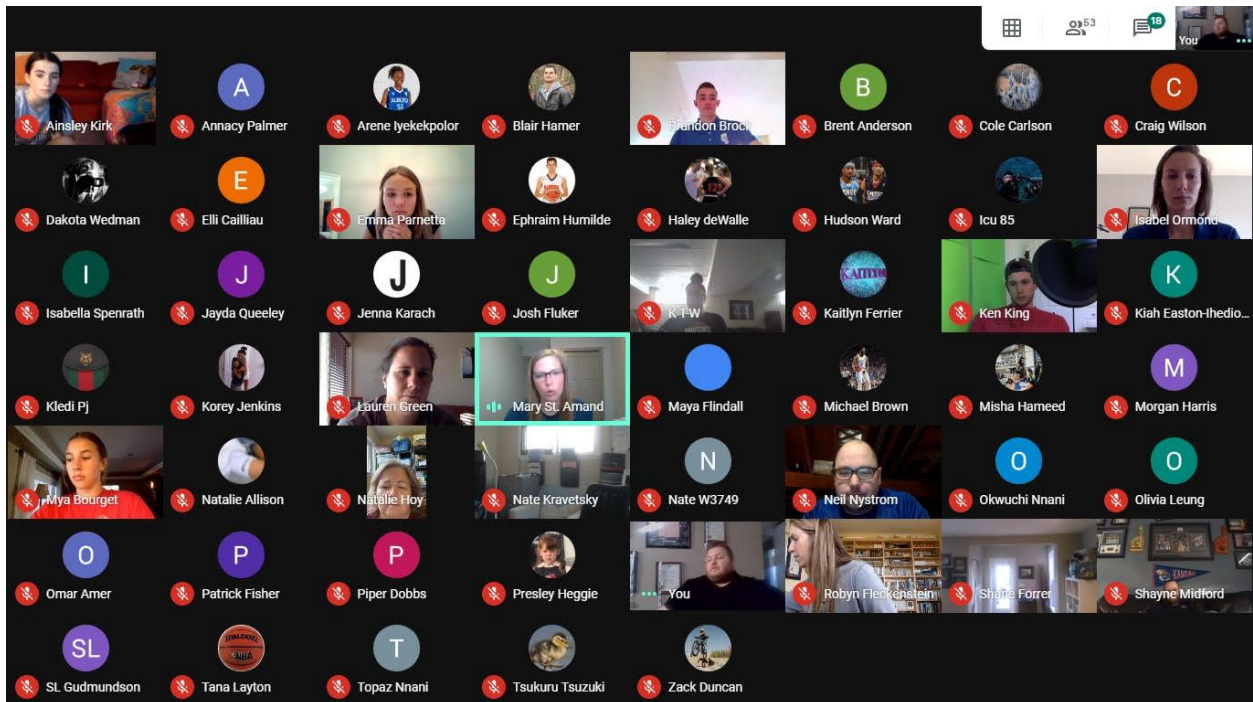 53
18
You
Ainsley Kirk
A
Annacy Palmer
Arene Iyekekpolor
Blair Hamer
Brandon Brock
B
Brent Anderson
Cole Carlson
C
Craig Wilson
Dakota Wedman
E
Elli Cailliau
Emma Parnetta
Ephraim Humilde
Haley deWalle
Hudson Ward
Icu 85
Isabel Ormond
I
Isabella Spenrath
J
Jayda Queeley
J
Jenna Karach
J
Josh Fluker
K T-W
KAITLYN
Kaitlyn Ferrier
Ken King
K
Kiah Easton-Ihedio...
Kledi Pj
Korey Jenkins
Lauren Green
Mary St. Amand
Maya Flindall
Michael Brown
Misha Hameed
M
Morgan Harris
Mya Bourget
Natalie Allison
Natalie Hoy
Nate Kravetsky
N
Nate W3749
Neil Nystrom
O
Okwuchi Nnani
O
Olivia Leung
O
Omar Amer
P
Patrick Fisher
P
Piper Dobbs
Presley Heggie
You
Robyn Fleckenstein
Shane Forrer
KANSAS
Shayne Midford
SL
SL Gudmundson
SPALDING
NBA
Tana Layton
T
Topaz Nnani
Tsukuru Tsuzuki
Zack Duncan